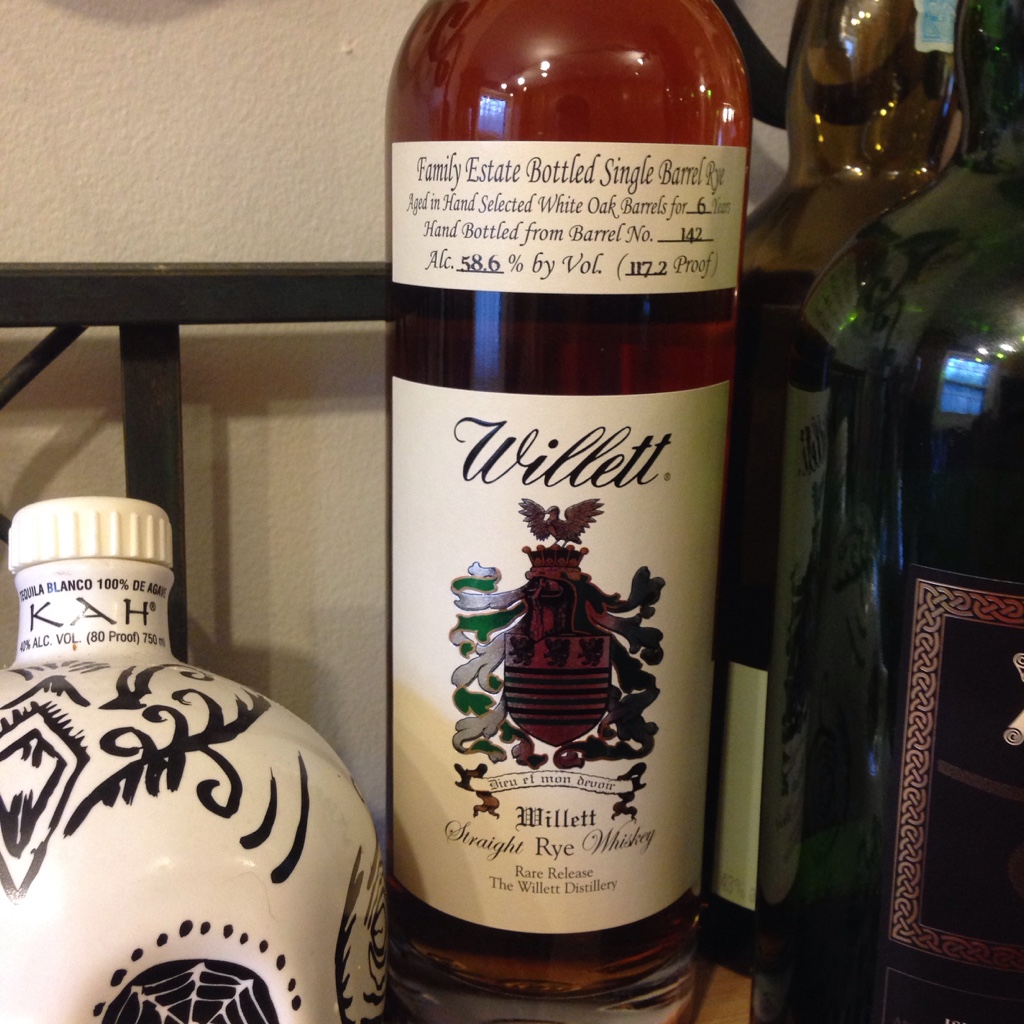 Family Estate Bottled Single Barrel Rye
Aged in Hand Selected White Oak Barrels for 6 Years
Hand Bottled from Barrel No. 142
Alc. 58.6 % by Vol. (117.2 Proof)
Willett®
Dieu et mon devoir
Willett
Straight Rye Whiskey
Rare Release
The Willett Distillery
TEQUILA BLANCO 100% DE AGAVE
KAH®
40% ALC. VOL. (80 Proof) 750 ml